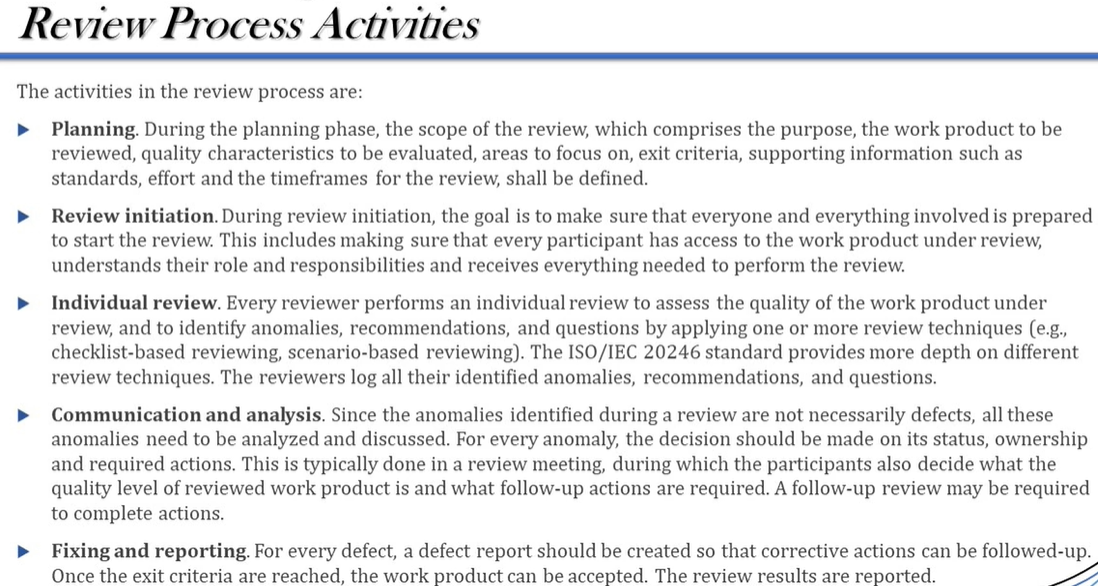 Review Process Activities
The activities in the review process are:
Planning. During the planning phase, the scope of the review, which comprises the purpose, the work product to be
reviewed, quality characteristics to be evaluated, areas to focus on, exit criteria, supporting information such as
standards, effort and the timeframes for the review, shall be defined.
Review initiation. During review initiation, the goal is to make sure that everyone and everything involved is prepared
to start the review. This includes making sure that every participant has access to the work product under review,
understands their role and responsibilities and receives everything needed to perform the review.
Individual review. Every reviewer performs an individual review to assess the quality of the work product under
review, and to identify anomalies, recommendations, and questions by applying one or more review techniques (e.g.,
checklist-based reviewing, scenario-based reviewing). The ISO/IEC 20246 standard provides more depth on different
review techniques. The reviewers log all their identified anomalies, recommendations, and questions.
Communication and analysis. Since the anomalies identified during a review are not necessarily defects, all these
anomalies need to be analyzed and discussed. For every anomaly, the decision should be made on its status, ownership
and required actions. This is typically done in a review meeting, during which the participants also decide what the
quality level of reviewed work product is and what follow-up actions are required. A follow-up review may be required
to complete actions.
Fixing and reporting. For every defect, a defect report should be created so that corrective actions can be followed-up.
Once the exit criteria are reached, the work product can be accepted. The review results are reported.